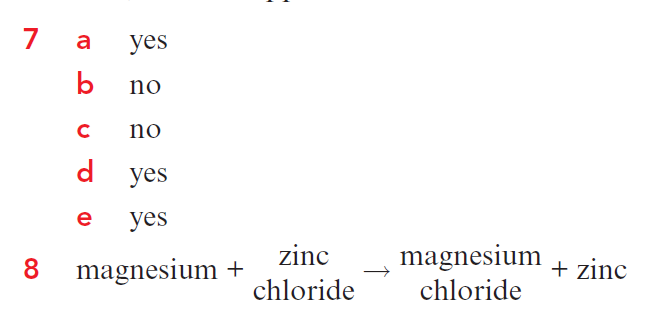 7 a yes
b no
c no
d yes
e yes
8 magnesium + zinc chloride → magnesium chloride + zinc